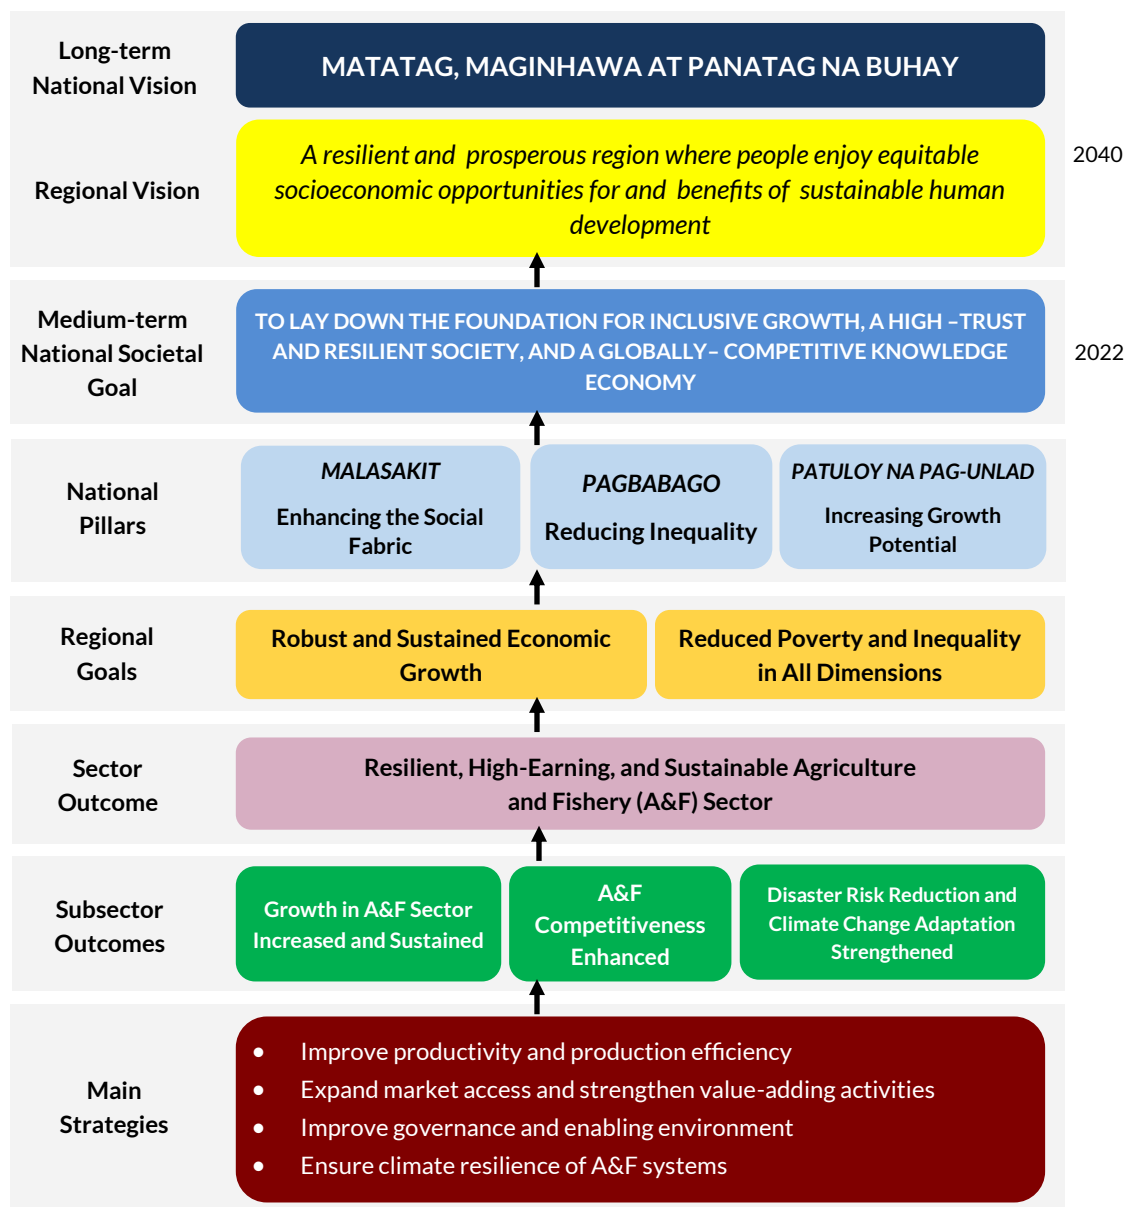 Long-term
National Vision
MATATAG, MAGINHAWA AT PANATAG NA BUHAY
Regional Vision
A resilient and prosperous region where people enjoy equitable
socioeconomic opportunities for and benefits of sustainable human
development
2040
Medium-term
National Societal
Goal
TO LAY DOWN THE FOUNDATION FOR INCLUSIVE GROWTH, A HIGH –TRUST
AND RESILIENT SOCIETY, AND A GLOBALLY– COMPETITIVE KNOWLEDGE
ECONOMY
2022
National
Pillars
MALASAKIT
Enhancing the Social
Fabric
PAGBABAGO
Reducing Inequality
PATULOY NA PAG-UNLAD
Increasing Growth
Potential
Regional
Goals
Robust and Sustained Economic
Growth
Reduced Poverty and Inequality
in All Dimensions
Sector
Outcome
Resilient, High-Earning, and Sustainable Agriculture
and Fishery (A&F) Sector
Subsector
Outcomes
Growth in A&F Sector
Increased and Sustained
A&F
Competitiveness
Enhanced
Disaster Risk Reduction and
Climate Change Adaptation
Strengthened
Main
Strategies
• Improve productivity and production efficiency
• Expand market access and strengthen value-adding activities
• Improve governance and enabling environment
• Ensure climate resilience of A&F systems